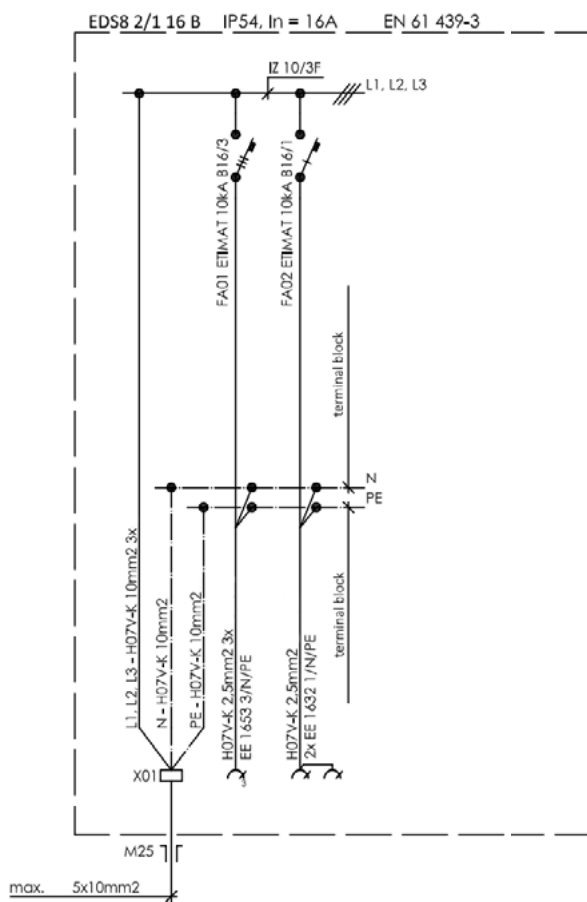 EDS8 2/1 16 B IP54, In = 16A EN 61 439-3
IZ 10/3F
L1, L2, L3
FA01 ETIMAT 10kA B16/3
FA02 ETIMAT 10kA B16/1
terminal block
N
PE
terminal block
L1, L2, L3 - H07V-K 10mm2 3x
N - H07V-K 10mm2
PE - H07V-K 10mm2
H07V-K 2,5mm2 3x
EE 1653 3/N/PE
H07V-K 2,5mm2
2x EE 1632 1/N/PE
X01
3
M25
max. 5x10mm2